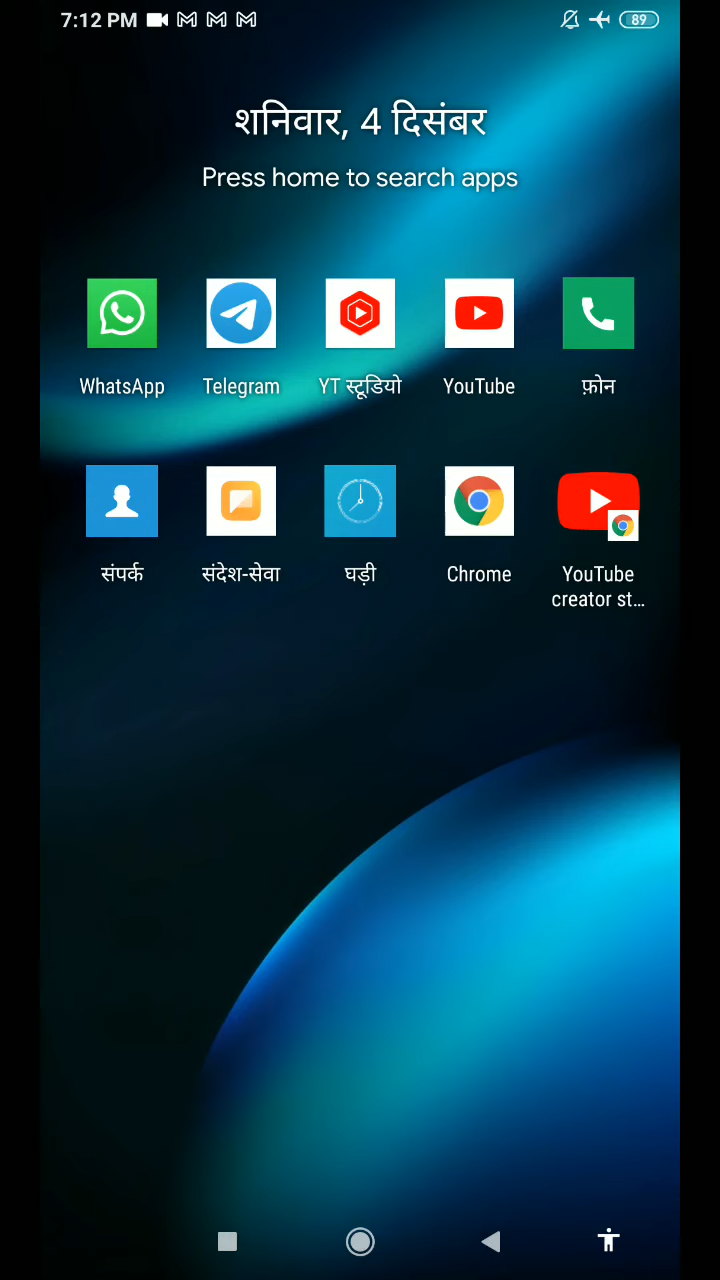 7:12 PM 89
शनिवार, 4 दिसंबर
Press home to search apps
WhatsApp Telegram YT स्टूडियो YouTube फ़ोन
संपर्क संदेश-सेवा घड़ी Chrome YouTube
creator st…